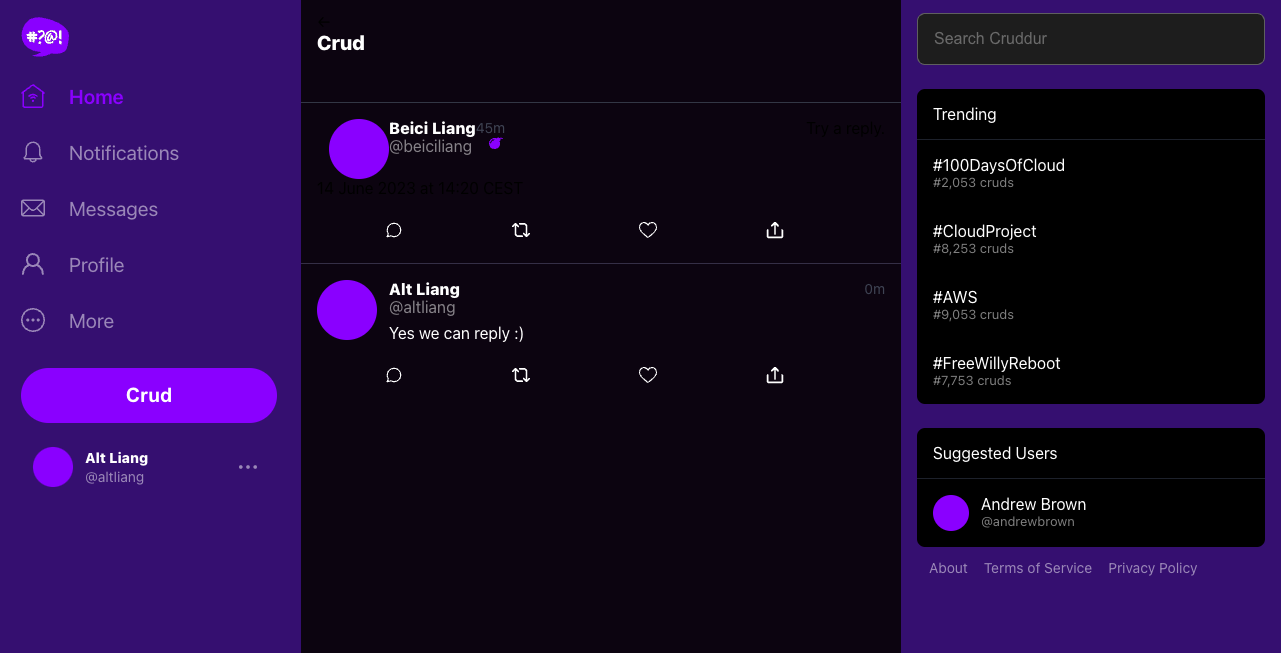 #?@!
Home
Notifications
Messages
Profile
More
Crud
Alt Liang
@altliang
←
Crud
Beici Liang 45m
@beiciliang
Try a reply
14 June 2023 at 14:20 CEST
Alt Liang 0m
@altliang
Yes we can reply :)
Search Cruddur
Trending
#100DaysOfCloud
#2,053 cruds
#CloudProject
#8,253 cruds
#AWS
#9,053 cruds
#FreeWillyReboot
#7,753 cruds
Suggested Users
Andrew Brown
@andrewbrown
About Terms of Service Privacy Policy